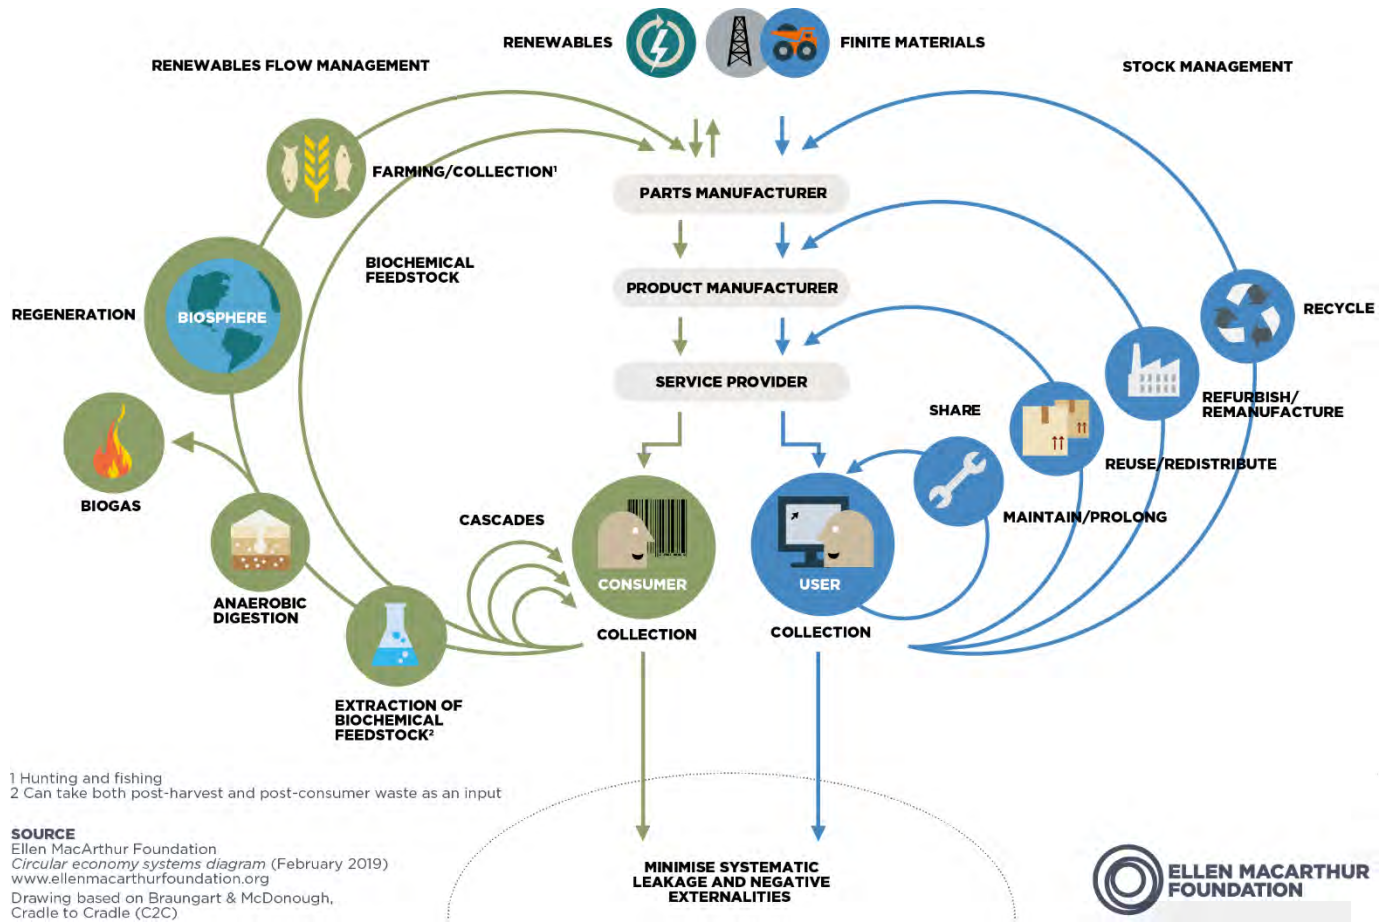 RENEWABLES
FINITE MATERIALS
RENEWABLES FLOW MANAGEMENT
STOCK MANAGEMENT
FARMING/COLLECTION¹
PARTS MANUFACTURER
BIOCHEMICAL
FEEDSTOCK
PRODUCT MANUFACTURER
REGENERATION
BIOSPHERE
RECYCLE
SERVICE PROVIDER
SHARE
REFURBISH/
REMANUFACTURE
REUSE/REDISTRIBUTE
BIOGAS
CASCADES
MAINTAIN/PROLONG
CONSUMER
USER
ANAEROBIC
DIGESTION
COLLECTION
COLLECTION
EXTRACTION OF
BIOCHEMICAL
FEEDSTOCK²
1 Hunting and fishing
2 Can take both post-harvest and post-consumer waste as an input
SOURCE
Ellen MacArthur Foundation
Circular economy systems diagram (February 2019)
www.ellenmacarthurfoundation.org
Drawing based on Braungart & McDonough,
Cradle to Cradle (C2C)
MINIMISE SYSTEMATIC
LEAKAGE AND NEGATIVE
EXTERNALITIES
ELLEN MACARTHUR
FOUNDATION